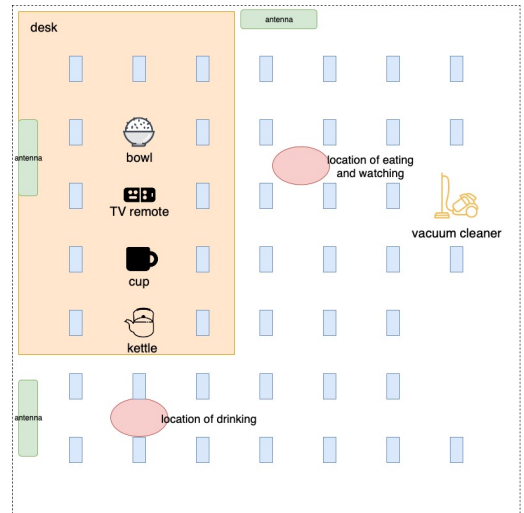 antenna
desk
antenna
bowl
location of eating
and watching
TV remote
vacuum cleaner
cup
kettle
antenna
location of drinking